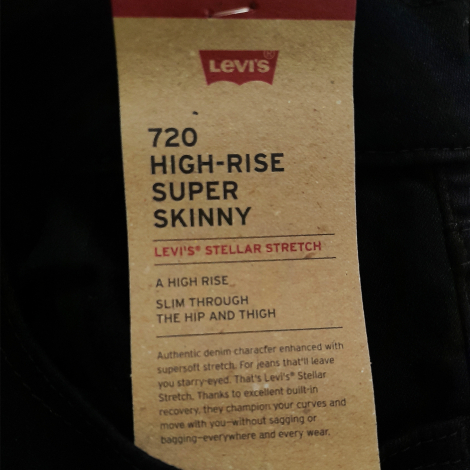 LEVI'S®
720
HIGH-RISE
SUPER
SKINNY
LEVI'S® STELLAR STRETCH
A HIGH RISE
SLIM THROUGH
THE HIP AND THIGH
Authentic denim character enhanced with
supersoft stretch. For jeans that'll leave
you starry-eyed. That's Levi's® Stellar
Stretch. Thanks to excellent built-in
recovery, they champion your curves and
move with you—without sagging or
bagging—everywhere and every wear.